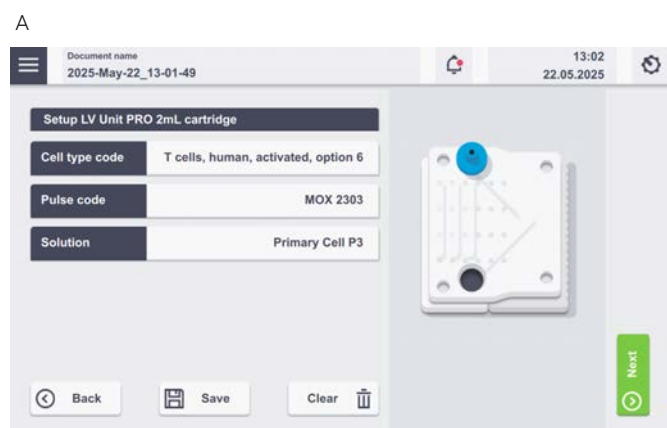 A
Document name
2025-May-22_13-01-49
13:02
22.05.2025
Setup LV Unit PRO 2mL cartridge
Cell type code T cells, human, activated, option 6
Pulse code MOX 2303
Solution Primary Cell P3
Back Save Clear
Next